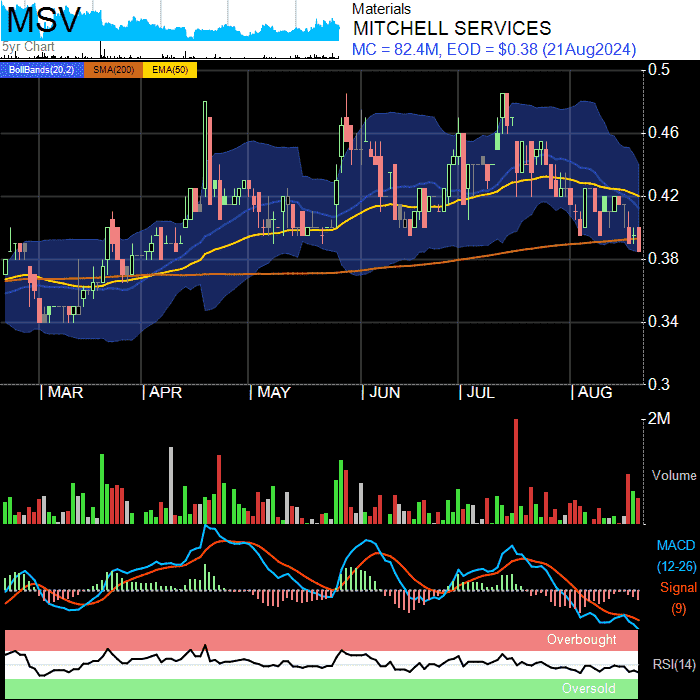 MSV
5yr Chart
Materials
MITCHELL SERVICES
MC = 82.4M, EOD = $0.38 (21Aug2024)
BollBands(20,2) SMA(200) EMA(50)
0.5
0.46
0.42
0.38
0.34
0.3
MAR APR MAY JUN JUL AUG
2M
Volume
MACD
(12-26)
Signal
(9)
Overbought
RSI(14)
Oversold